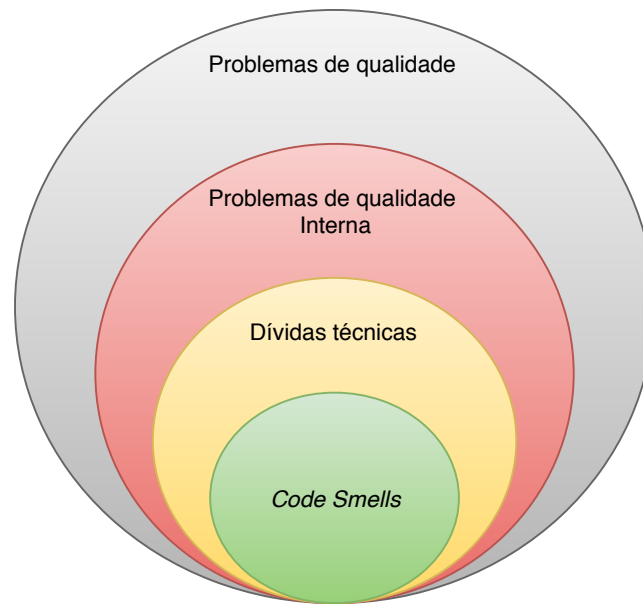 Problemas de qualidade
Problemas de qualidade
Interna
Dívidas técnicas
Code Smells